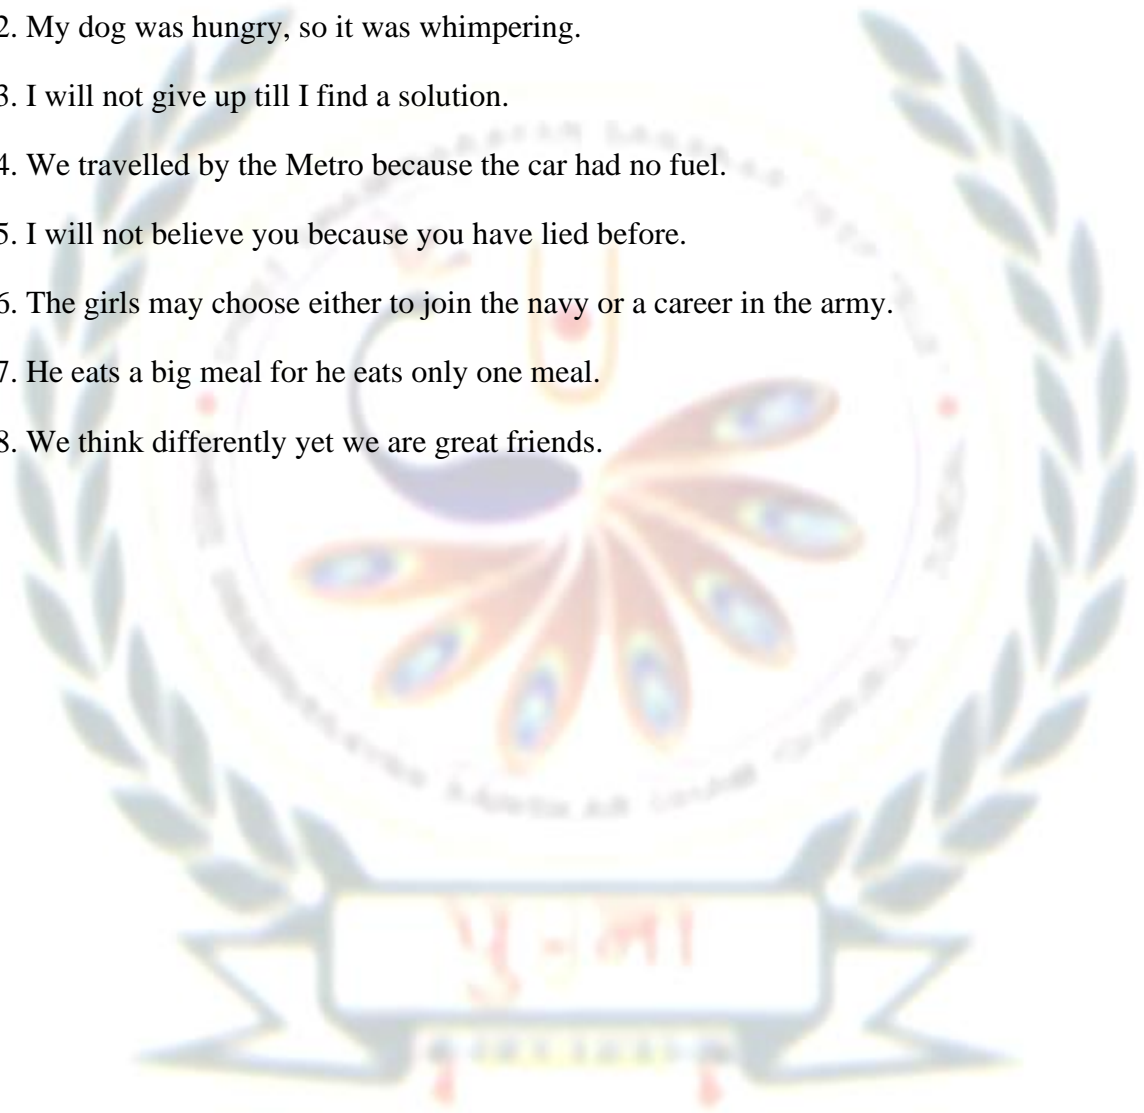 2. My dog was hungry, so it was whimpering.
3. I will not give up till I find a solution.
4. We travelled by the Metro because the car had no fuel.
5. I will not believe you because you have lied before.
6. The girls may choose either to join the navy or a career in the army.
7. He eats a big meal for he eats only one meal.
8. We think differently yet we are great friends.